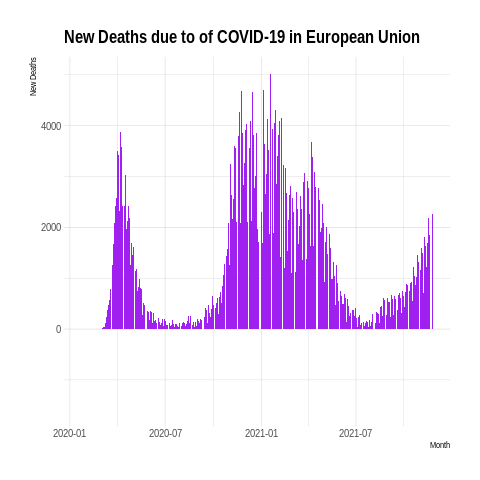 New Deaths due to of COVID-19 in European Union
New Deaths
4000
2000
0
2020-01 2020-07 2021-01 2021-07
Month